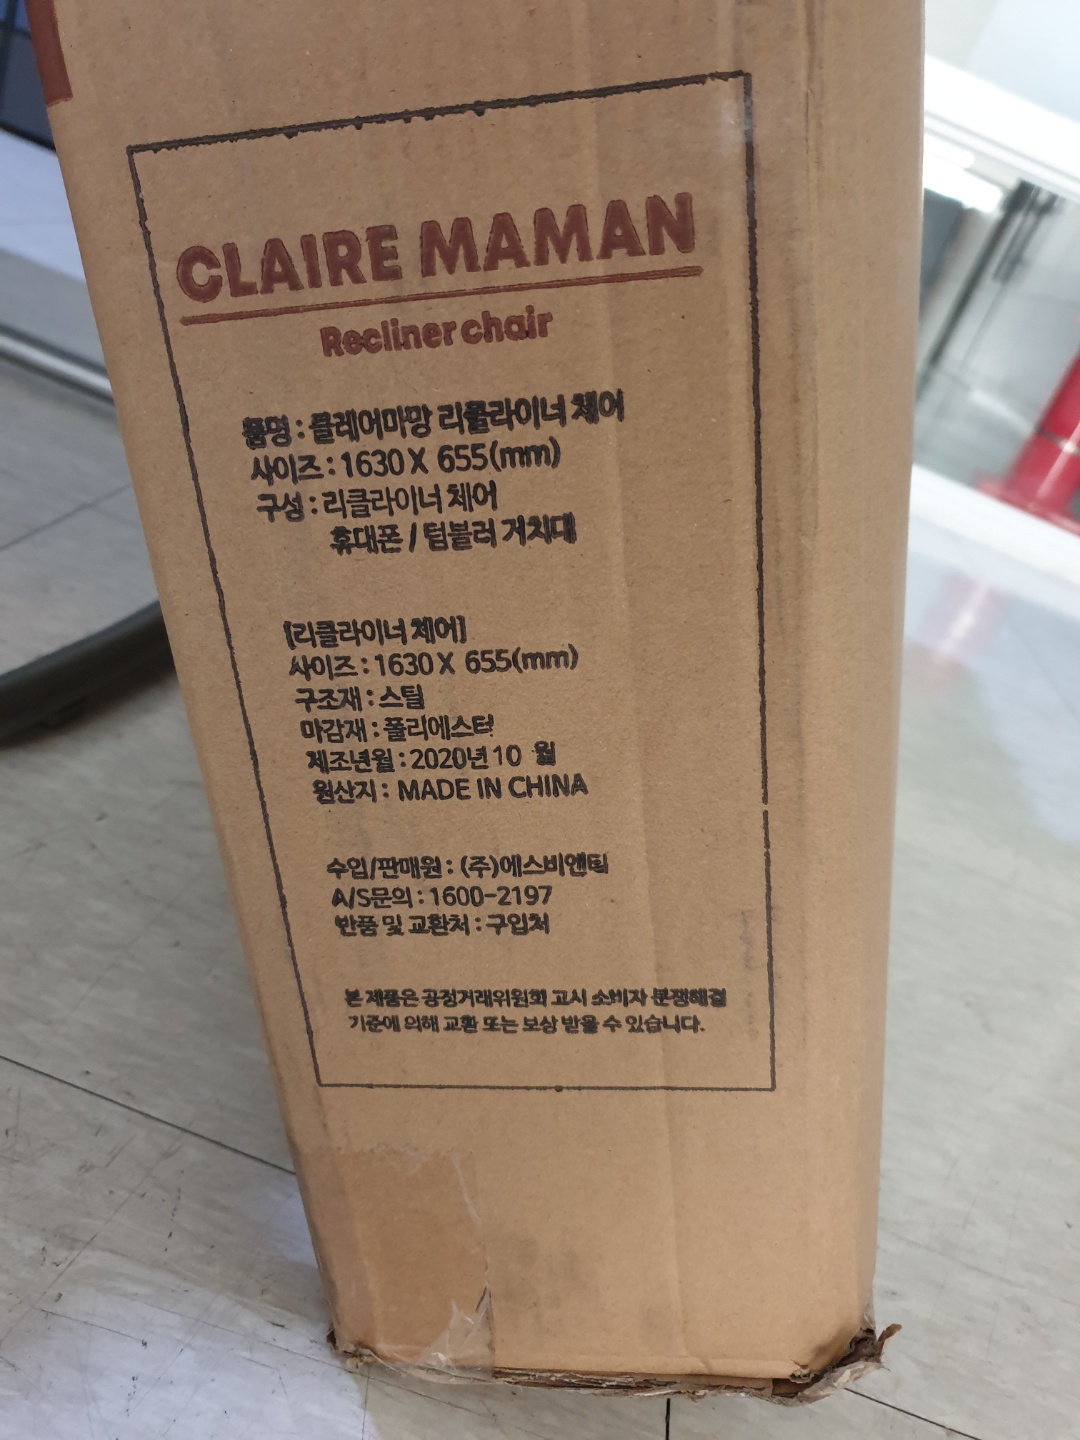 CLAIRE MAMAN
Recliner chair
품명 : 클레어마망 리클라이너 체어
사이즈 : 1630 X 655(mm)
구성 : 리클라이너 체어
휴대폰 / 텀블러 거치대
[리클라이너 체어]
사이즈 : 1630 X 655(mm)
구조재 : 스틸
마감재 : 폴리에스터
제조년월 : 2020년 10 월
원산지 : MADE IN CHINA
수입/판매원 : (주)에스비엔티
A/S문의 : 1600-2197
반품 및 교환처 : 구입처
본 제품은 공정거래위원회 고시 소비자 분쟁해결
기준에 의해 교환 또는 보상 받을 수 있습니다.